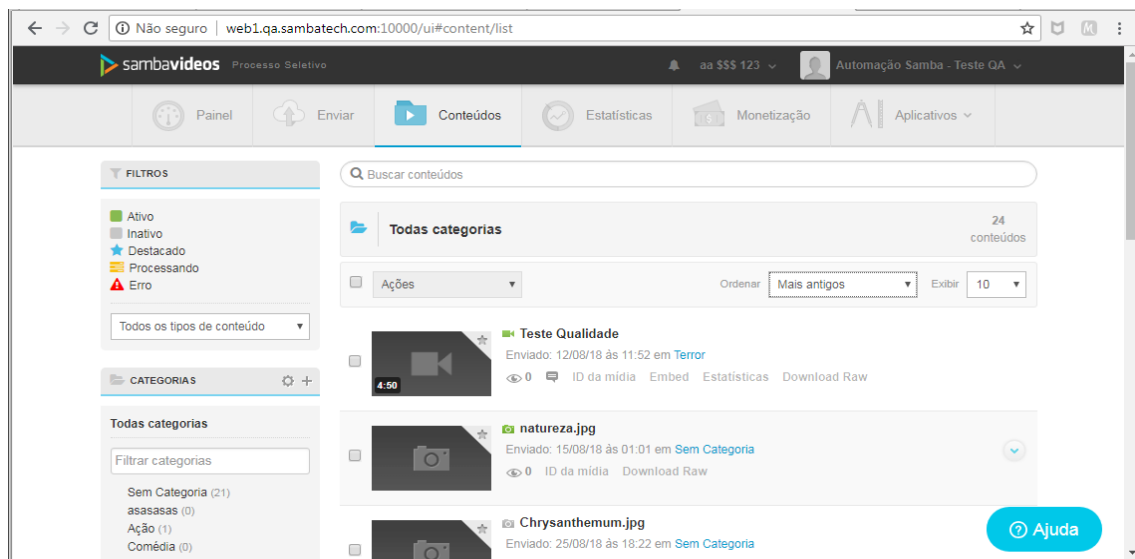 Não seguro | web1.qa.sambatech.com:10000/ui#content/list
sambavideos Processo Seletivo aa $$$ 123 Automação Samba - Teste QA
Painel Enviar Conteúdos Estatísticas Monetização Aplicativos
FILTROS
Ativo
Inativo
Destacado
Processando
Erro
Todos os tipos de conteúdo
CATEGORIAS
Todas categorias
Filtrar categorias
Sem Categoria (21)
asasasas (0)
Ação (1)
Comédia (0)
Buscar conteúdos
Todas categorias
24
conteúdos
Ações Ordenar Mais antigos Exibir 10
Teste Qualidade
Enviado: 12/08/18 às 11:52 em Terror
4:50
0 ID da mídia Embed Estatísticas Download Raw
natureza.jpg
Enviado: 15/08/18 às 01:01 em Sem Categoria
0 ID da mídia Download Raw
Chrysanthemum.jpg
Enviado: 25/08/18 às 18:22 em Sem Categoria
Ajuda